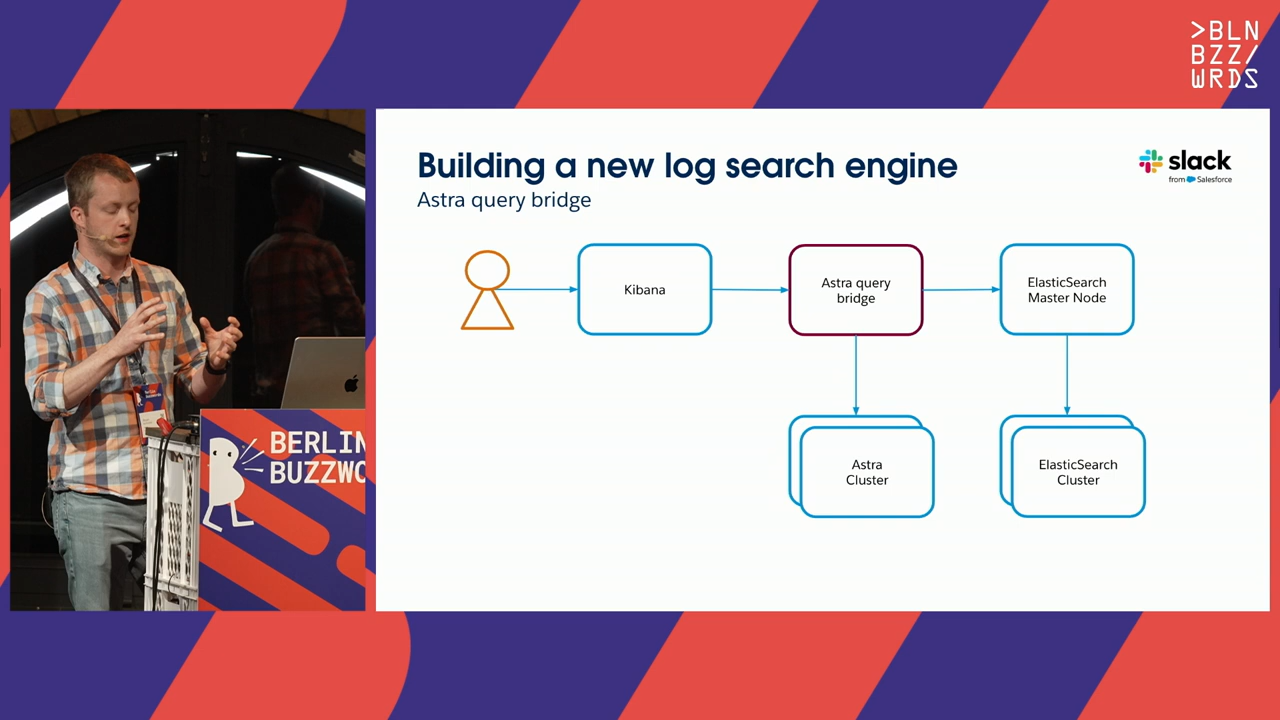 >BLN
BZZ/
WRDS
Building a new log search engine
Astra query bridge
slack
from Salesforce
Kibana
Astra query
bridge
ElasticSearch
Master Node
Astra
Cluster
ElasticSearch
Cluster
BERLIN
BUZZWO